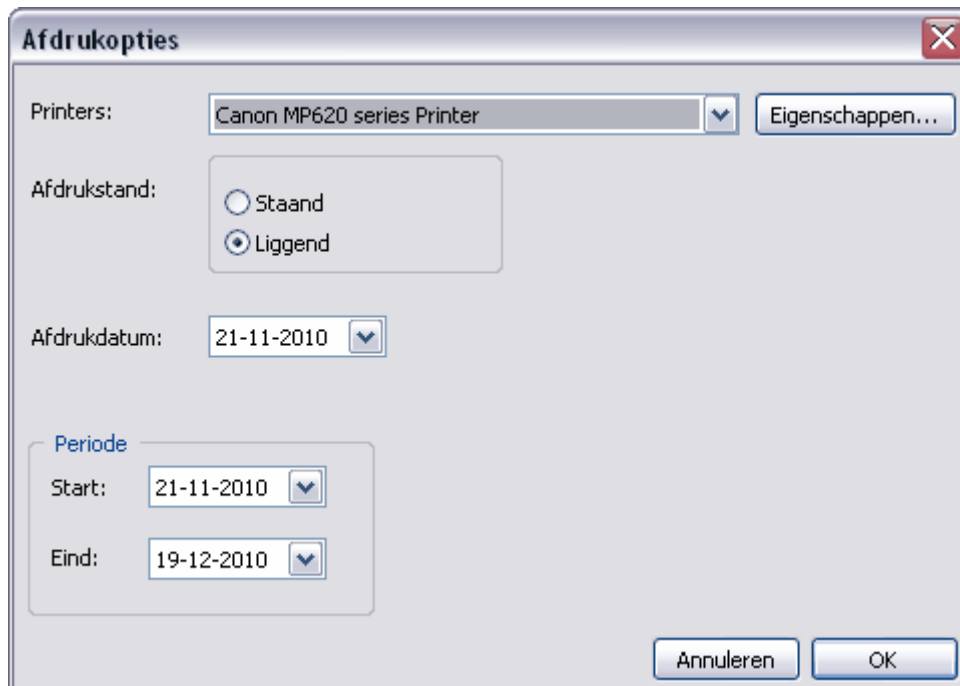 Afdrukopties
Printers: Canon MP620 series Printer Eigenschappen...
Afdrukstand:
Staand
Liggend
Afdrukdatum: 21-11-2010
Periode
Start: 21-11-2010
Eind: 19-12-2010
Annuleren OK